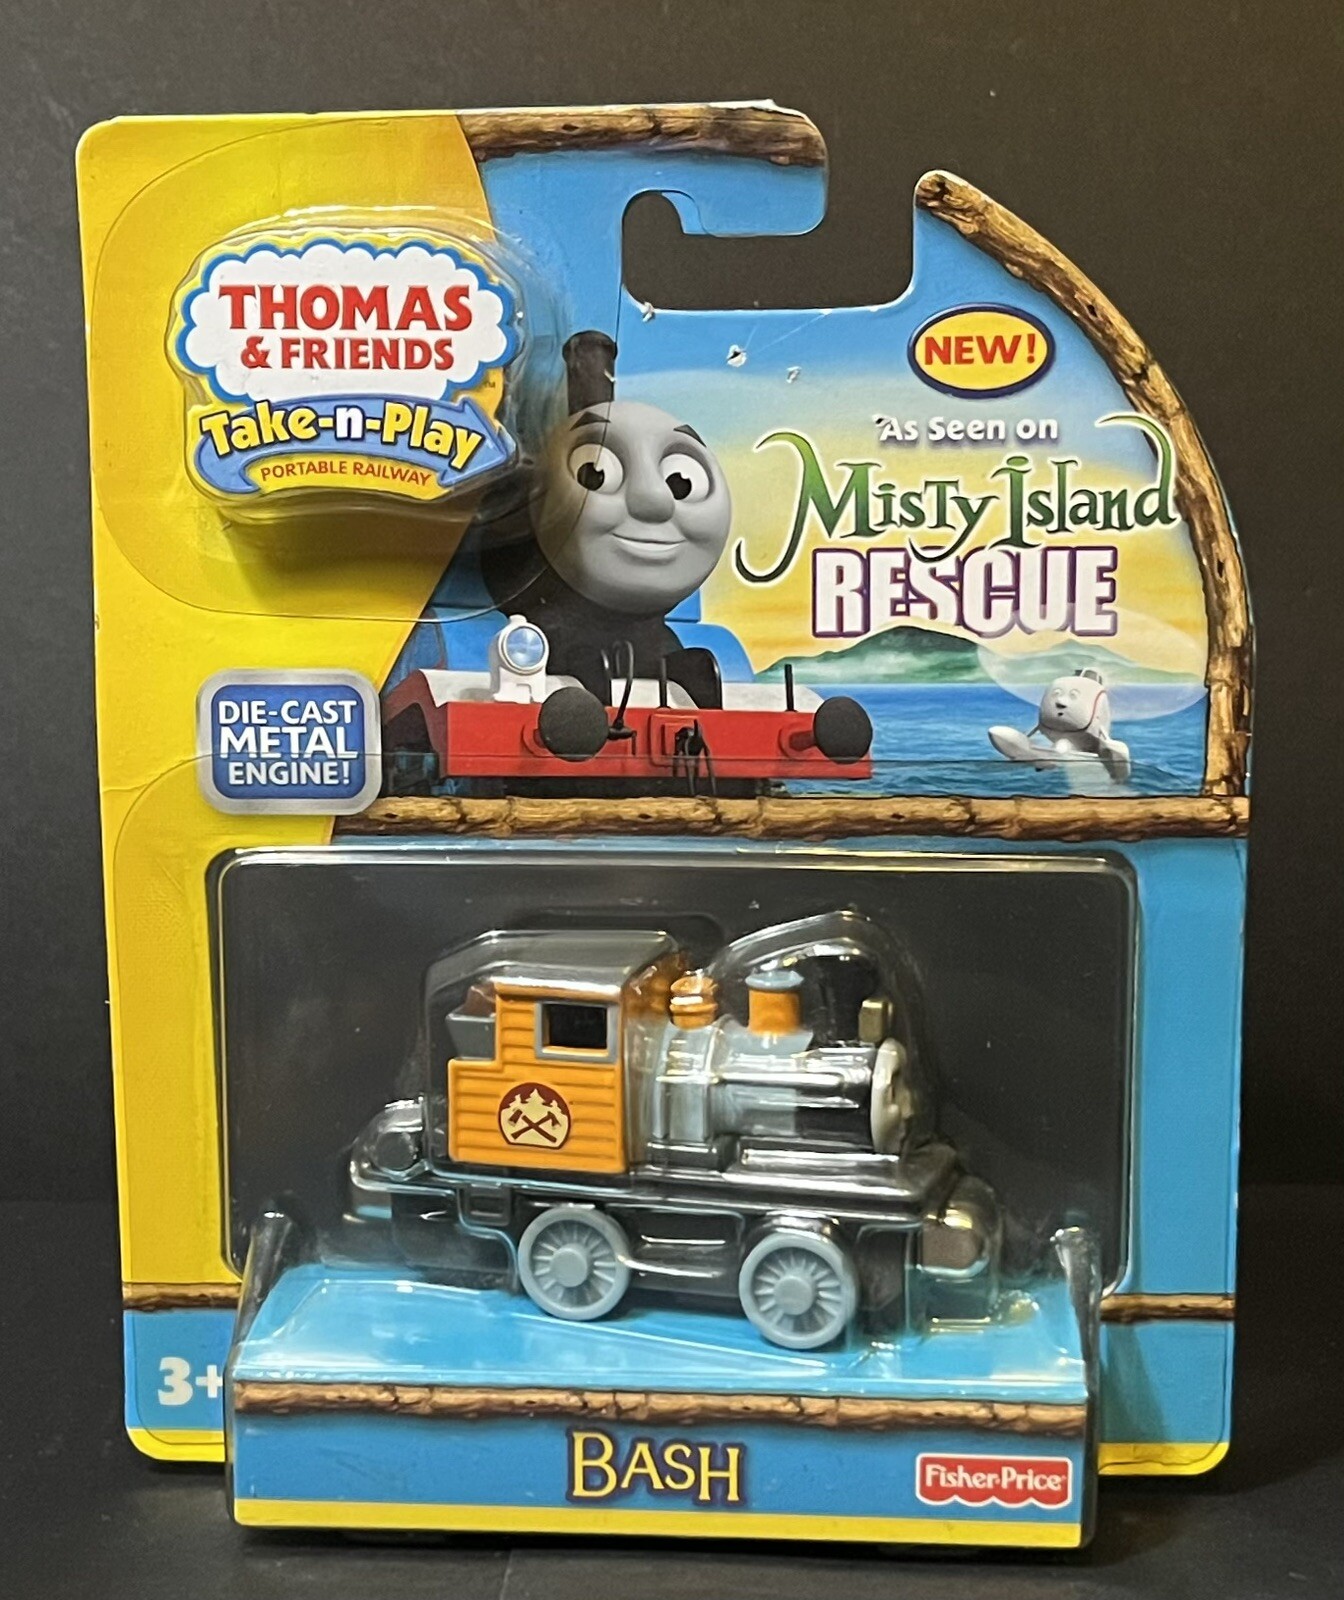 THOMAS
& FRIENDS
™
Take-n-Play
PORTABLE RAILWAY
NEW!
As Seen on
Misty Island
RESCUE
DIE-CAST
METAL
ENGINE!
3+
BASH
Fisher-Price